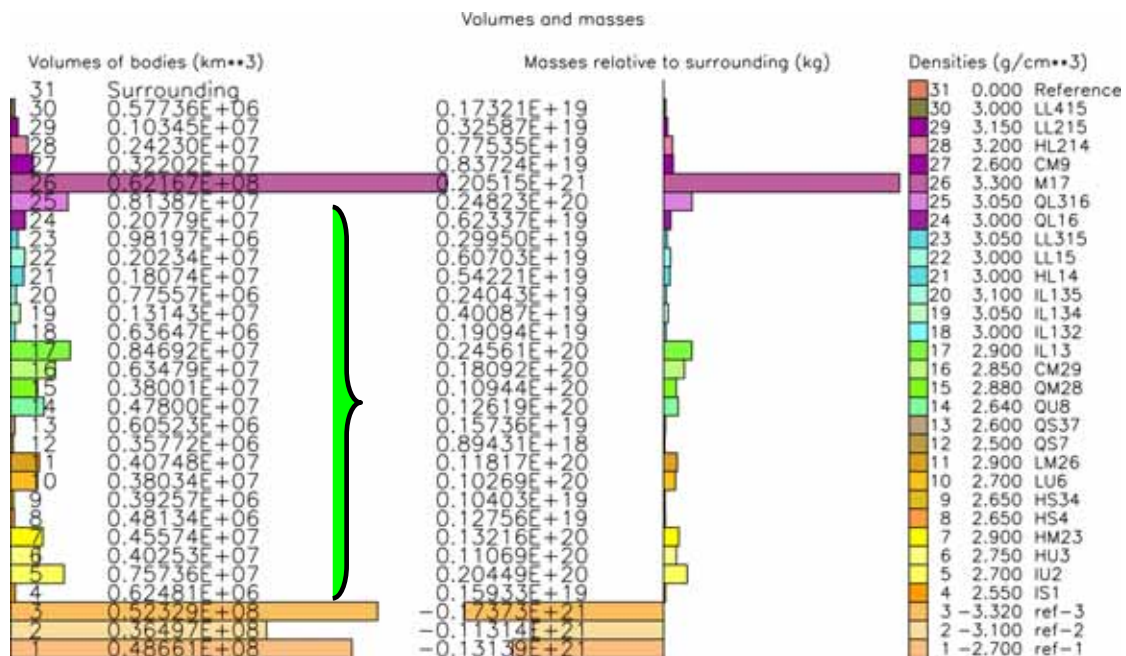 Volumes and masses
Volumes of bodies (km**3) Masses relative to surrounding (kg) Densities (g/cm**3)
31 Surrounding 31 0.000 Reference
30 0.57736E+06 0.17321E+19 30 3.000 LL415
29 0.10345E+07 0.32587E+19 29 3.150 LL215
28 0.24230E+07 0.77535E+19 28 3.200 HL214
27 0.32202E+07 0.83724E+19 27 2.600 CM9
26 0.62167E+08 0.20515E+21 26 3.300 M17
25 0.81387E+07 0.24823E+20 25 3.050 QL316
24 0.20779E+07 0.62337E+19 24 3.000 QL16
23 0.98197E+06 0.29950E+19 23 3.050 LL315
22 0.20234E+07 0.60703E+19 22 3.000 LL15
21 0.18074E+07 0.54221E+19 21 3.000 HL14
20 0.77557E+06 0.24043E+19 20 3.100 IL135
19 0.13143E+07 0.40087E+19 19 3.050 IL134
18 0.63647E+06 0.19094E+19 18 3.000 IL132
17 0.84692E+07 0.24561E+20 17 2.900 IL13
16 0.63479E+07 0.18092E+20 16 2.850 CM29
15 0.38001E+07 0.10944E+20 15 2.880 QM28
14 0.47800E+07 0.12619E+20 14 2.640 QU8
13 0.60523E+06 0.15736E+19 13 2.600 QS37
12 0.35772E+06 0.89431E+18 12 2.500 QS7
11 0.40748E+07 0.11817E+20 11 2.900 LM26
10 0.38034E+07 0.10269E+20 10 2.700 LU6
9 0.39257E+06 0.10403E+19 9 2.650 HS34
8 0.48134E+06 0.12756E+19 8 2.650 HS4
7 0.45574E+07 0.13216E+20 7 2.900 HM23
6 0.40253E+07 0.11069E+20 6 2.750 HU3
5 0.75736E+07 0.20449E+20 5 2.700 IU2
4 0.62481E+06 0.15933E+19 4 2.550 IS1
3 0.52329E+08 -0.17373E+21 3 -3.320 ref-3
2 0.36497E+08 -0.11314E+21 2 -3.100 ref-2
1 0.48661E+08 -0.13139E+21 1 -2.700 ref-1